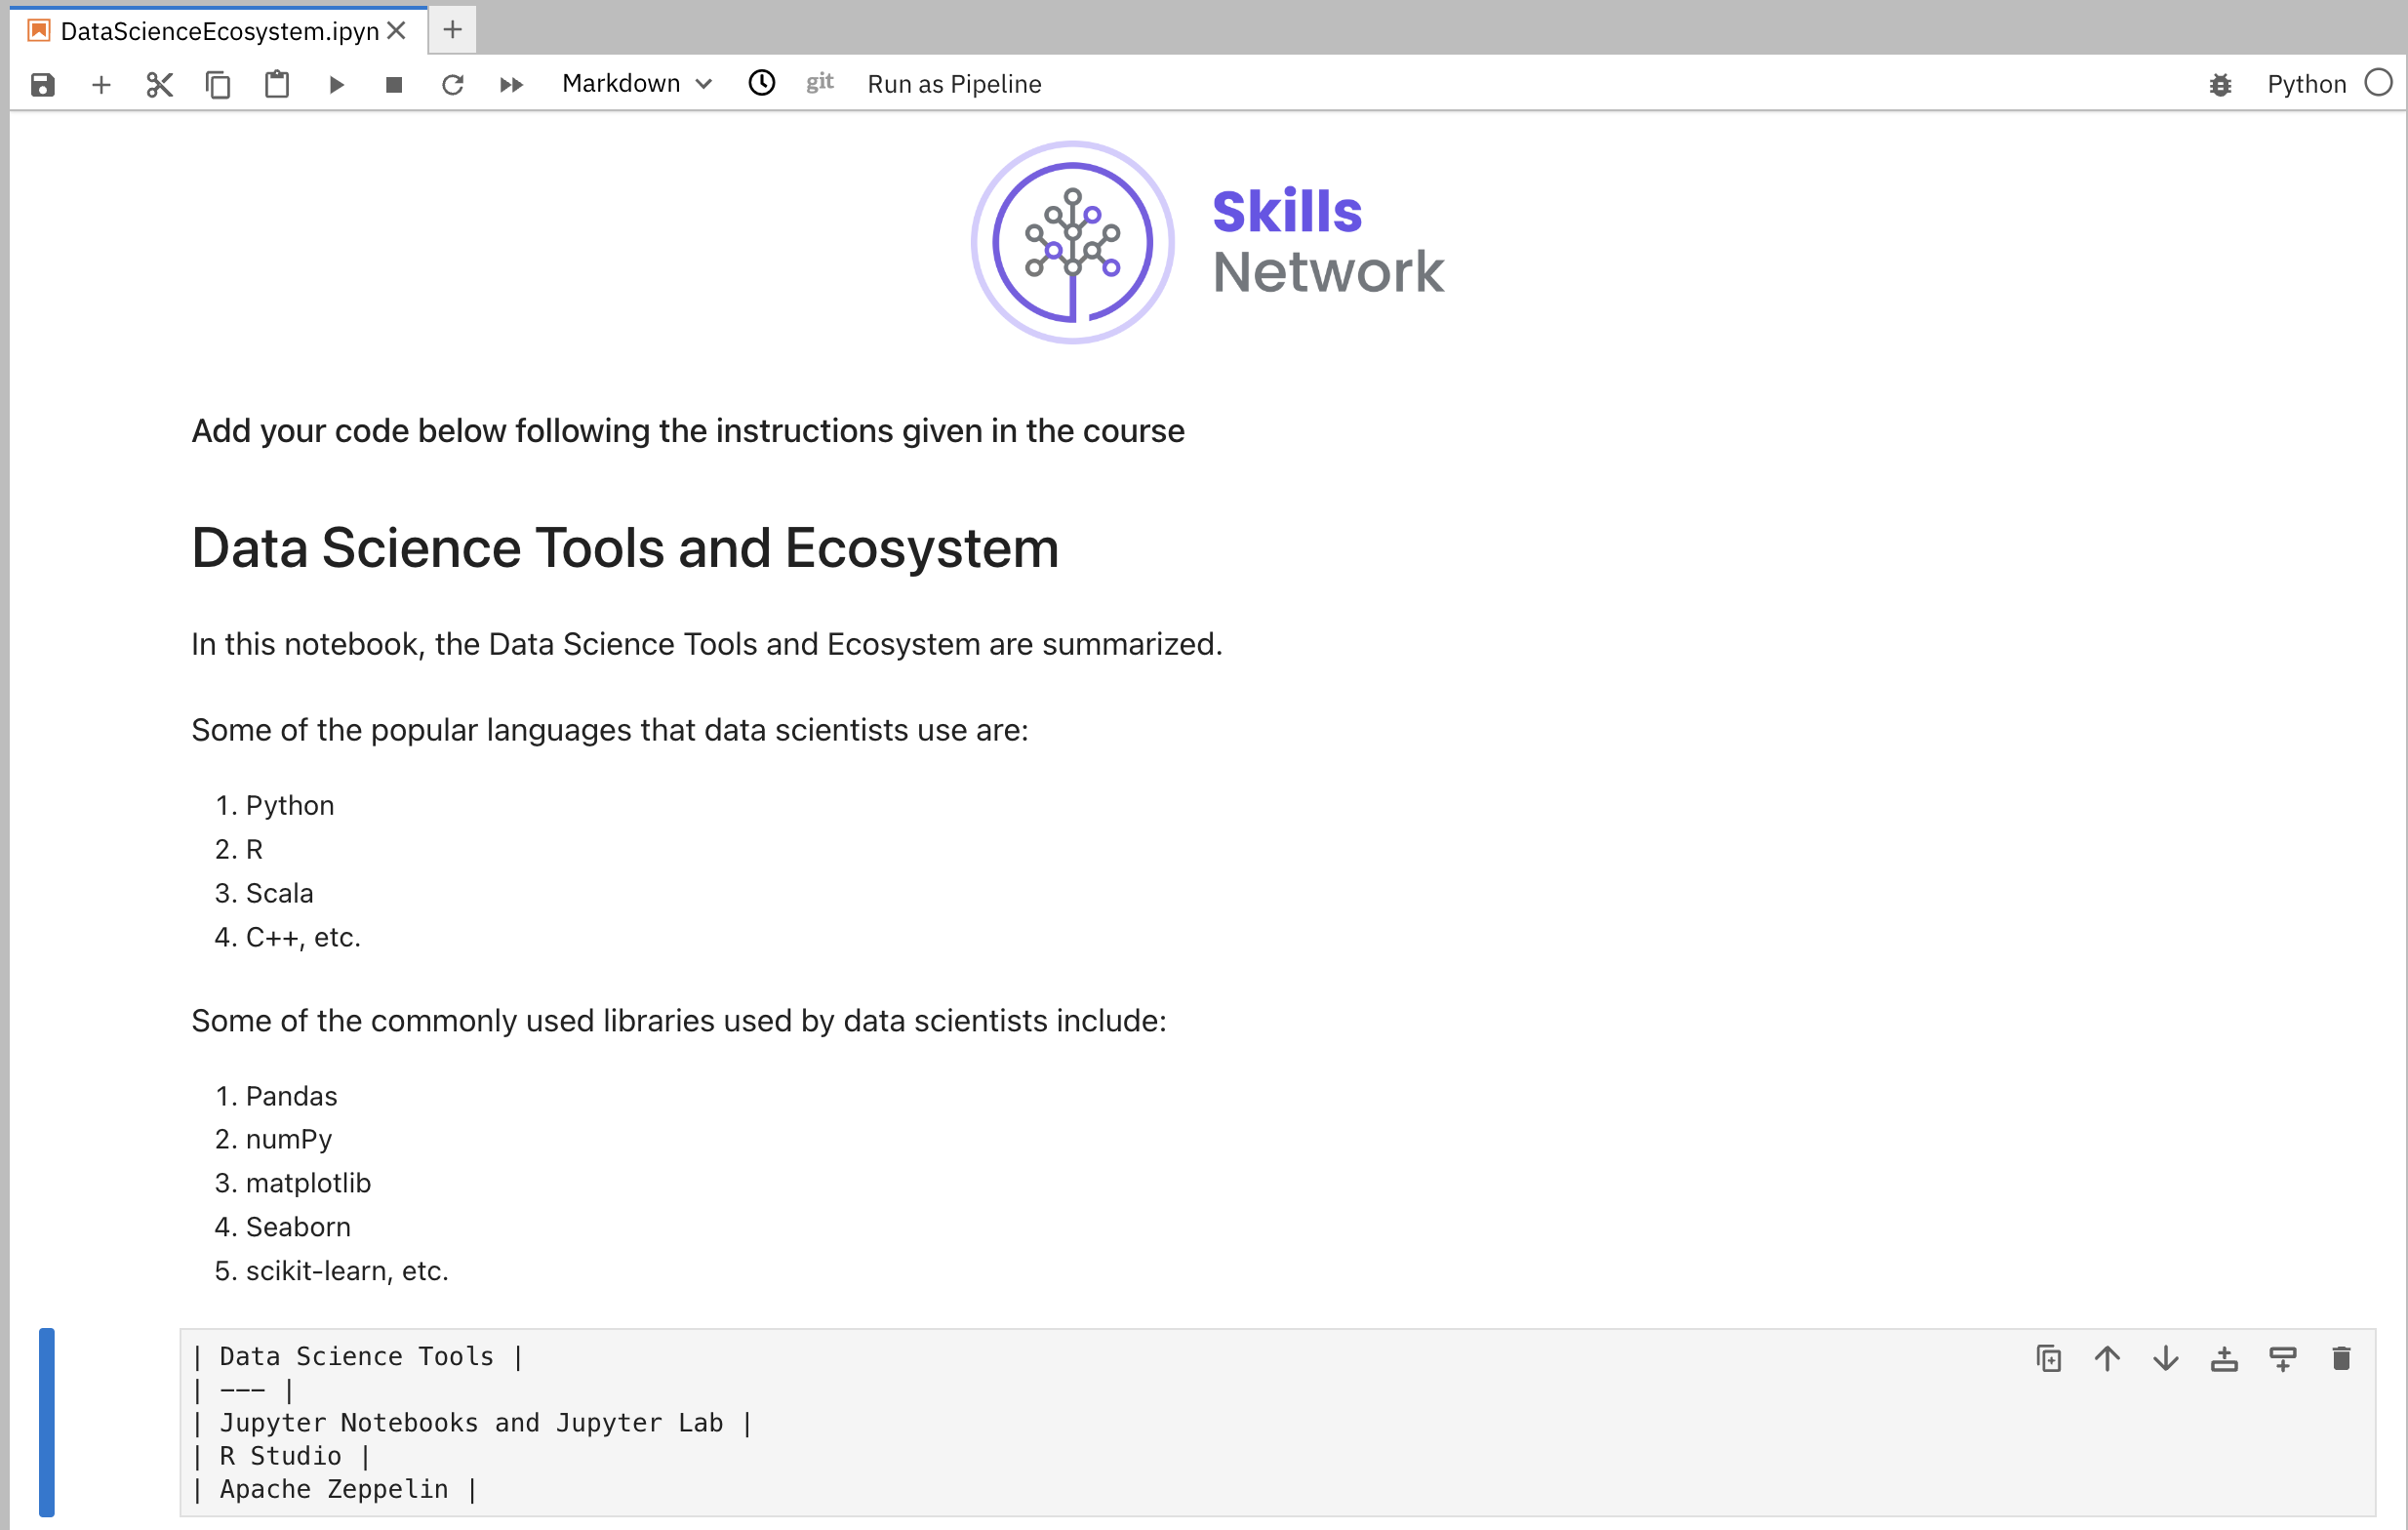 DataScienceEcosystem.ipyn
Markdown
git
Run as Pipeline
Python
Skills
Network
Add your code below following the instructions given in the course
Data Science Tools and Ecosystem
In this notebook, the Data Science Tools and Ecosystem are summarized.
Some of the popular languages that data scientists use are:
1. Python
2. R
3. Scala
4. C++, etc.
Some of the commonly used libraries used by data scientists include:
1. Pandas
2. numPy
3. matplotlib
4. Seaborn
5. scikit-learn, etc.
| Data Science Tools |
| --- |
| Jupyter Notebooks and Jupyter Lab |
| R Studio |
| Apache Zeppelin |